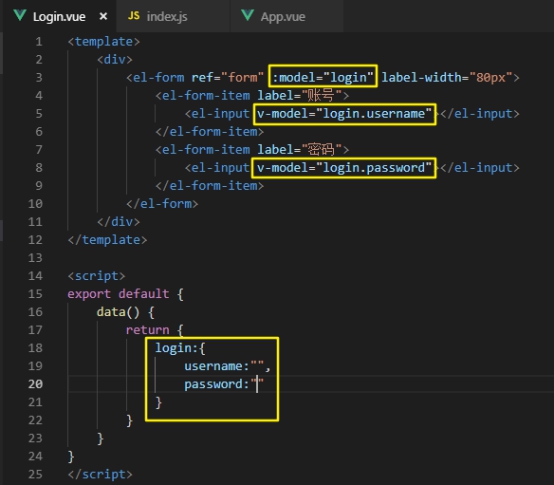 Login.vue × JS index.js App.vue
1 <template>
2 <div>
3 <el-form ref="form" :model="login" label-width="80px">
4 <el-form-item label="账号">
5 <el-input v-model="login.username"></el-input>
6 </el-form-item>
7 <el-form-item label="密码">
8 <el-input v-model="login.password"></el-input>
9 </el-form-item>
10 </el-form>
11 </div>
12 </template>
13
14 <script>
15 export default {
16 data() {
17 return {
18 login:{
19 username:"",
20 password:""
21 }
22 }
23 }
24 }
25 </script>